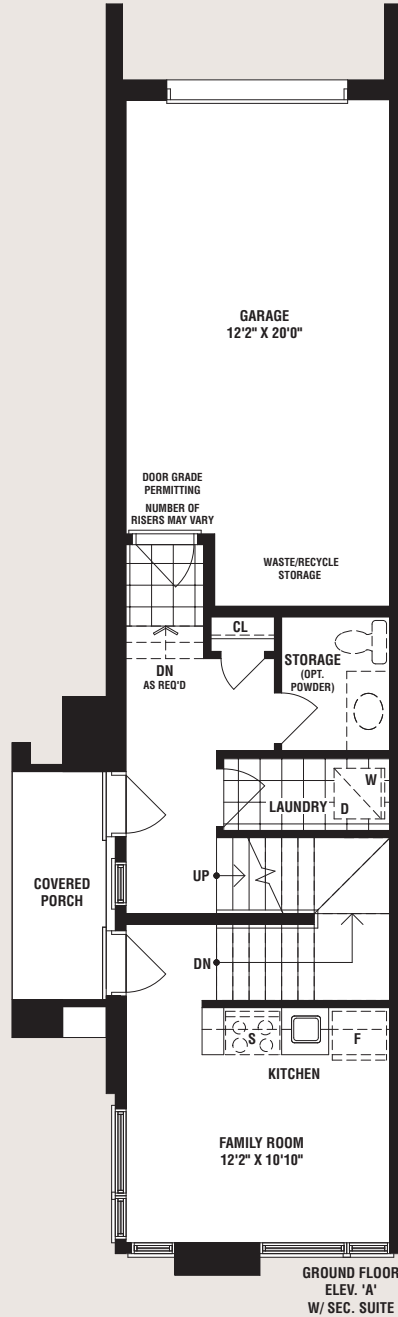 GARAGE
12'2" X 20'0"
DOOR GRADE
PERMITTING
NUMBER OF
RISERS MAY VARY
WASTE/RECYCLE
STORAGE
CL
STORAGE
(OPT.
POWDER)
DN
AS REQ'D
W
LAUNDRY
D
UP
COVERED
PORCH
DN
S
F
KITCHEN
FAMILY ROOM
12'2" X 10'10"
GROUND FLOOR
ELEV. 'A'
W/ SEC. SUITE